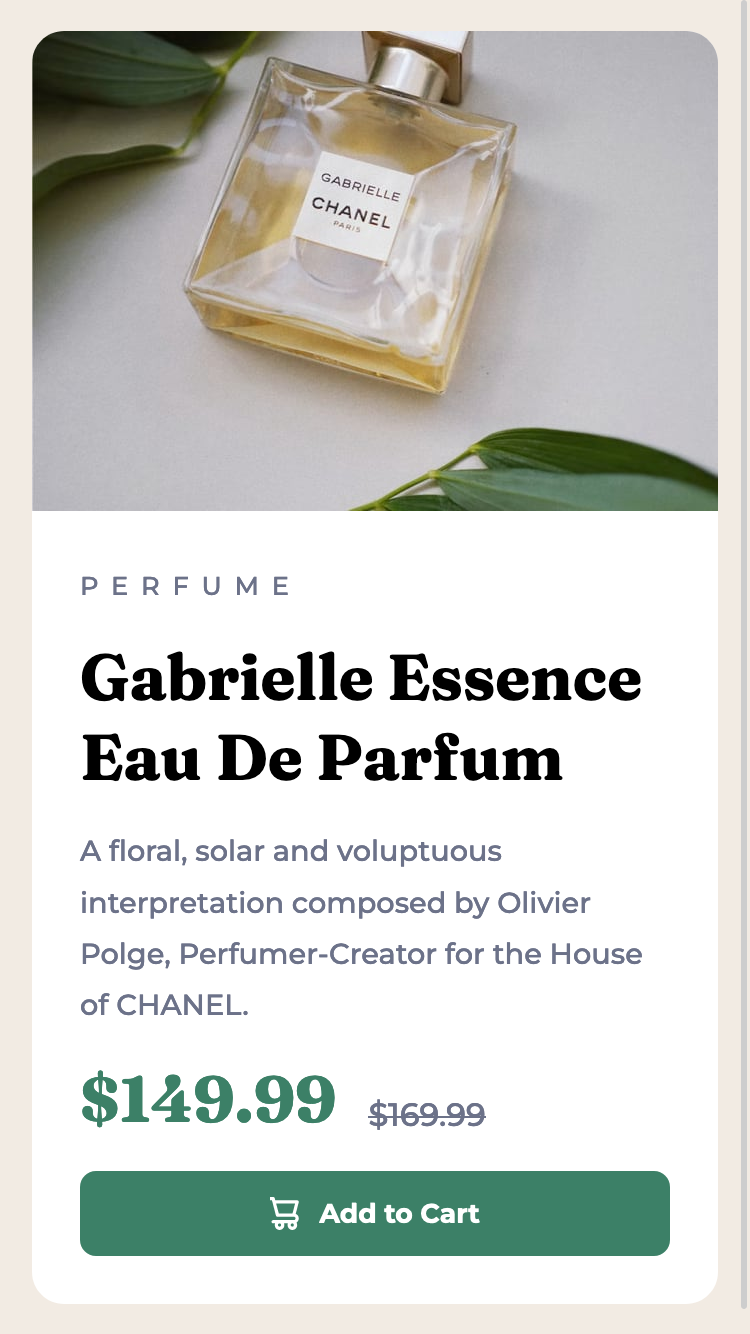 GABRIELLE
CHANEL
PARIS
PERFUME
Gabrielle Essence
Eau De Parfum
A floral, solar and voluptuous
interpretation composed by Olivier
Polge, Perfumer-Creator for the House
of CHANEL.
$149.99 $169.99
Add to Cart